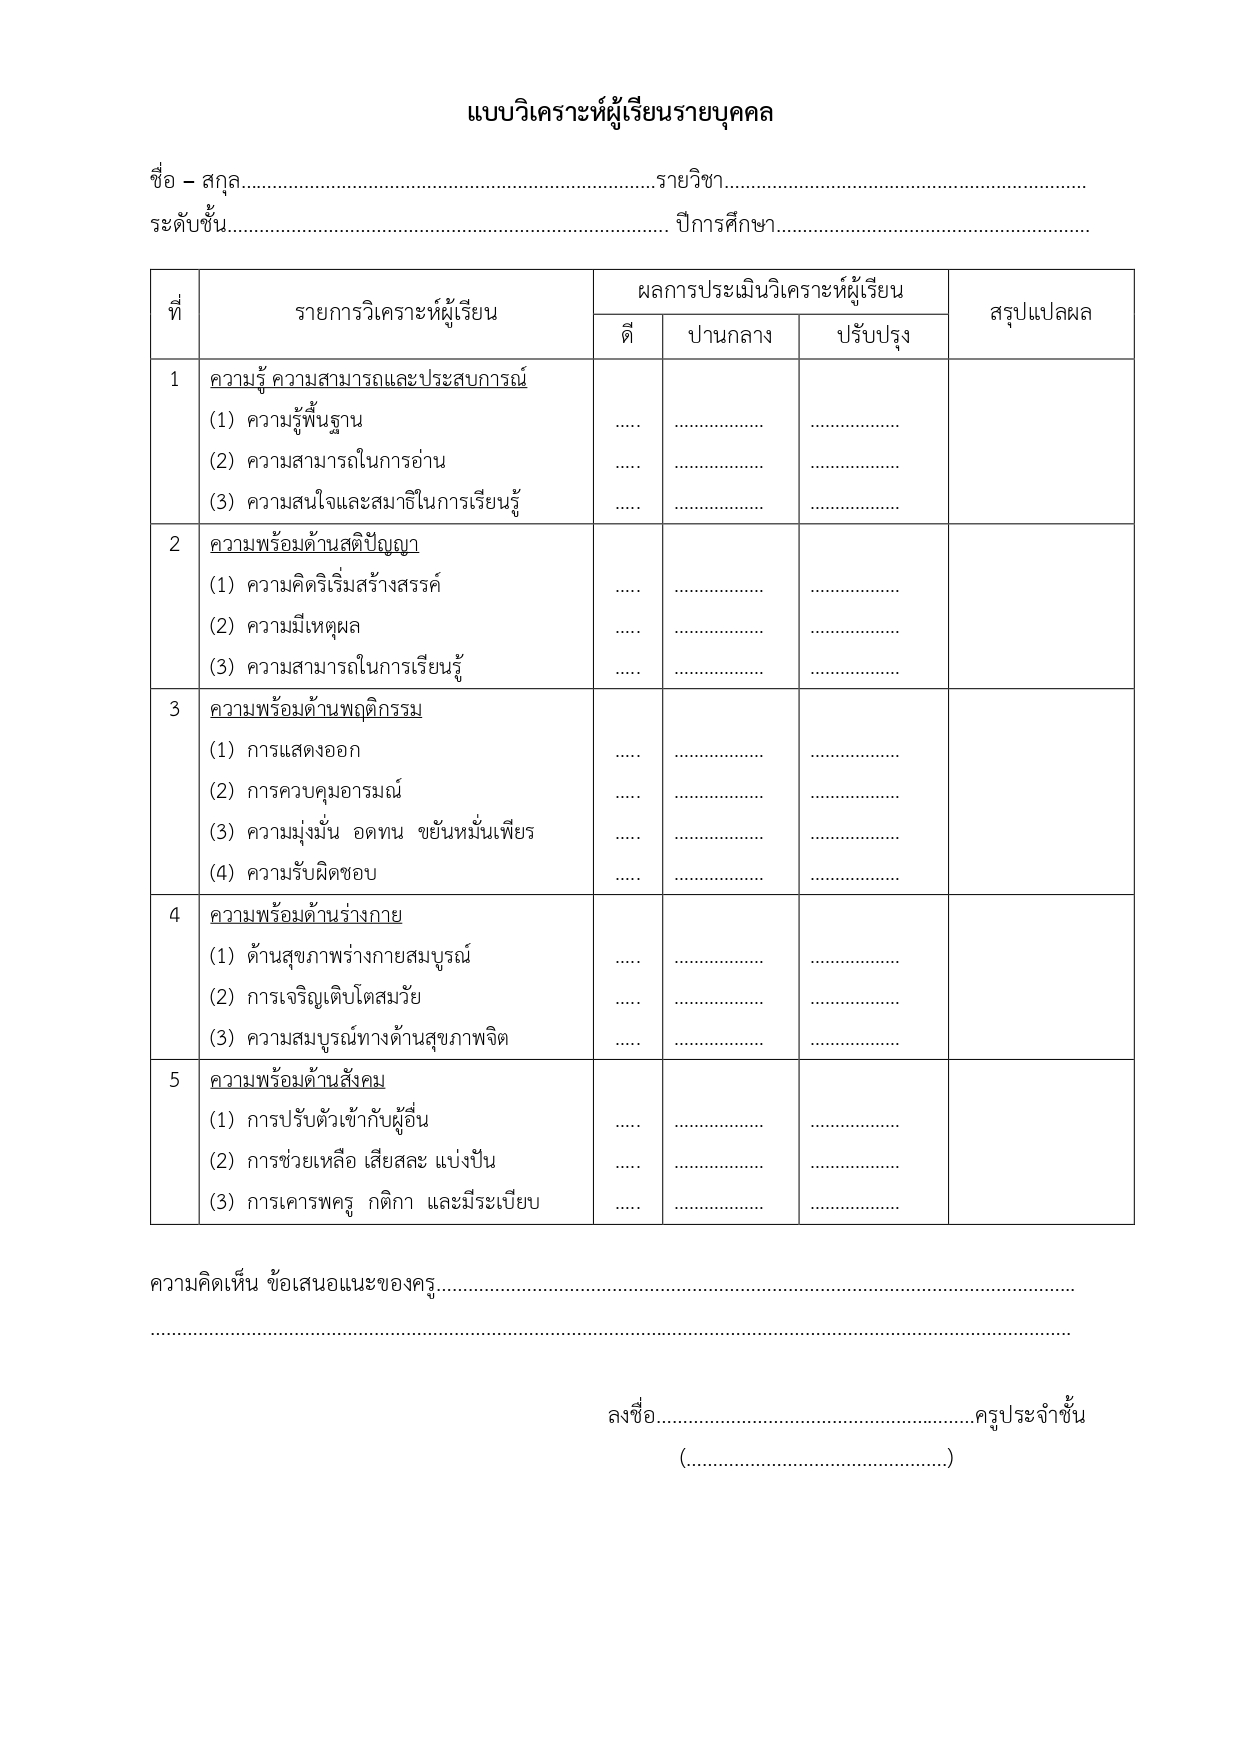 แบบวิเคราะห์ผู้เรียนรายบุคคล
ชื่อ – สกุล..............................................................................รายวิชา....................................................................
ระดับชั้น................................................................................... ปีการศึกษา...........................................................
ที่ รายการวิเคราะห์ผู้เรียน ผลการประเมินวิเคราะห์ผู้เรียน สรุปแปลผล
ดี ปานกลาง ปรับปรุง
1 ความรู้ ความสามารถและประสบการณ์
(1) ความรู้พื้นฐาน ..... .................. ..................
(2) ความสามารถในการอ่าน ..... .................. ..................
(3) ความสนใจและสมาธิในการเรียนรู้ ..... .................. ..................
2 ความพร้อมด้านสติปัญญา
(1) ความคิดริเริ่มสร้างสรรค์ ..... .................. ..................
(2) ความมีเหตุผล ..... .................. ..................
(3) ความสามารถในการเรียนรู้ ..... .................. ..................
3 ความพร้อมด้านพฤติกรรม
(1) การแสดงออก ..... .................. ..................
(2) การควบคุมอารมณ์ ..... .................. ..................
(3) ความมุ่งมั่น อดทน ขยันหมั่นเพียร ..... .................. ..................
(4) ความรับผิดชอบ ..... .................. ..................
4 ความพร้อมด้านร่างกาย
(1) ด้านสุขภาพร่างกายสมบูรณ์ ..... .................. ..................
(2) การเจริญเติบโตสมวัย ..... .................. ..................
(3) ความสมบูรณ์ทางด้านสุขภาพจิต ..... .................. ..................
5 ความพร้อมด้านสังคม
(1) การปรับตัวเข้ากับผู้อื่น ..... .................. ..................
(2) การช่วยเหลือ เสียสละ แบ่งปัน ..... .................. ..................
(3) การเคารพครู กติกา และมีระเบียบ ..... .................. ..................
ความคิดเห็น ข้อเสนอแนะของครู........................................................................................................................
.............................................................................................................................................................................
ลงชื่อ............................................................ครูประจำชั้น
(.................................................)